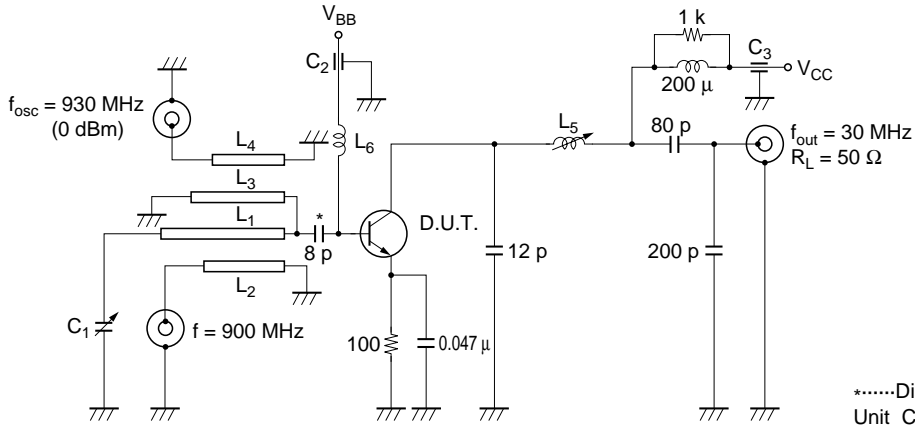 V_BB
1 k
C_2
C_3
V_CC
200 µ
f_osc = 930 MHz
(0 dBm)
L_5
80 p
f_out = 30 MHz
R_L = 50 Ω
L_4
L_6
L_3
L_1
*
8 p
D.U.T.
12 p
200 p
L_2
C_1
f = 900 MHz
100
0.047 µ
*······Di
Unit C